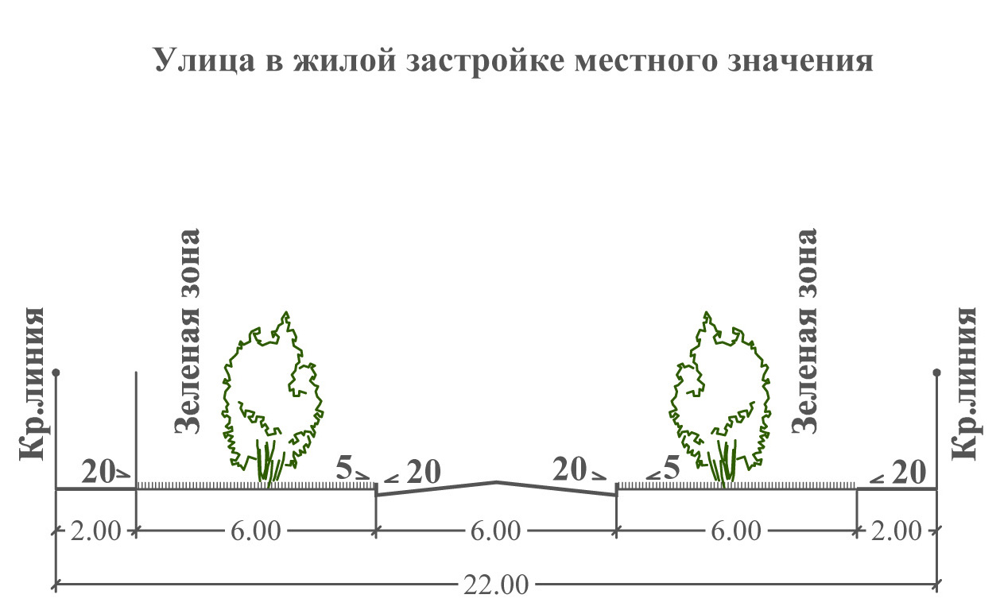 Улица в жилой застройке местного значения
Кр.линия
Зеленая зона
Зеленая зона
Кр.линия
20
5
20
20
5
20
2.00
6.00
6.00
6.00
2.00
22.00